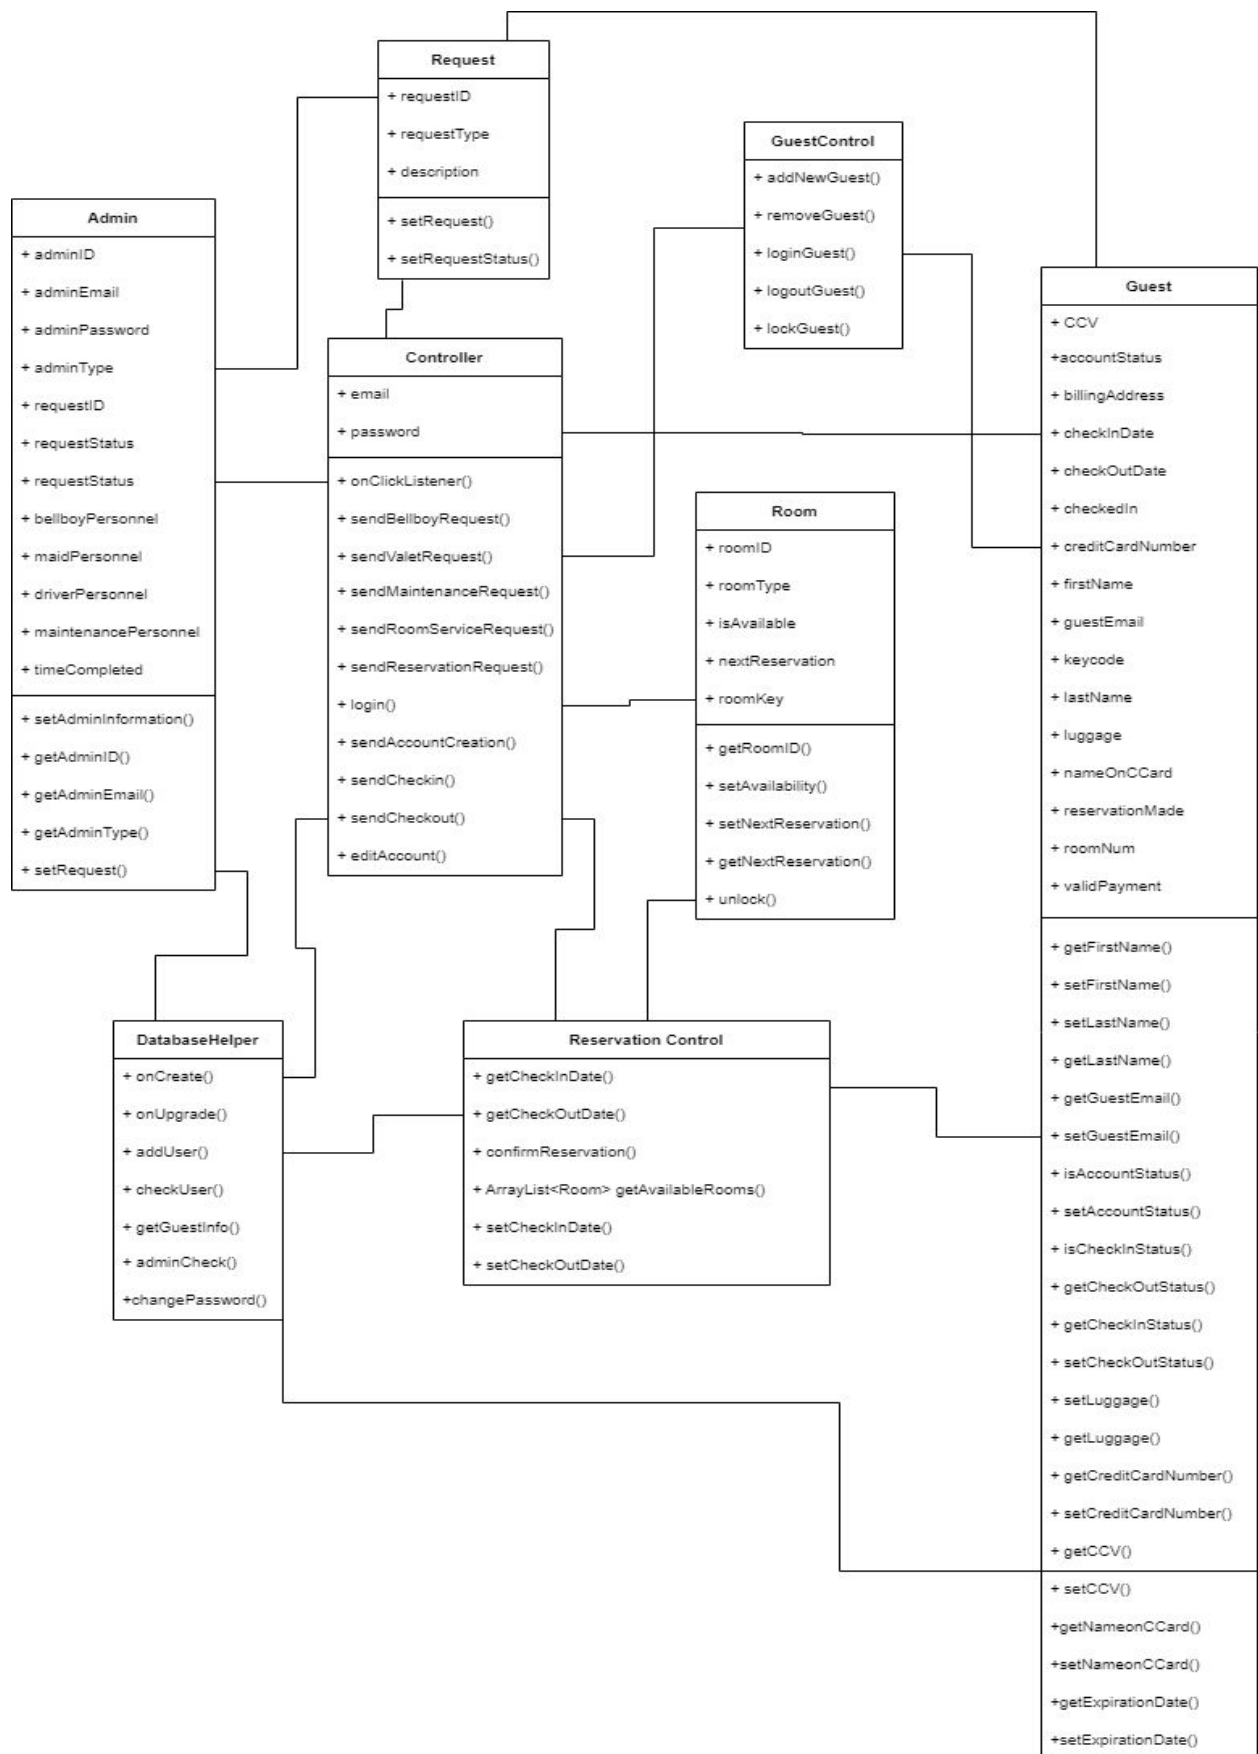 Request
+ requestID
+ requestType
+ description
+ setRequest()
+ setRequestStatus()
GuestControl
+ addNewGuest()
+ removeGuest()
+ loginGuest()
+ logoutGuest()
+ lockGuest()
Admin
+ adminID
+ adminEmail
+ adminPassword
+ adminType
+ requestID
+ requestStatus
+ requestStatus
+ bellboyPersonnel
+ maidPersonnel
+ driverPersonnel
+ maintenancePersonnel
+ timeCompleted
+ setAdminInformation()
+ getAdminID()
+ getAdminEmail()
+ getAdminType()
+ setRequest()
Controller
+ email
+ password
+ onClickListener()
+ sendBellboyRequest()
+ sendValetRequest()
+ sendMaintenanceRequest()
+ sendRoomServiceRequest()
+ sendReservationRequest()
+ login()
+ sendAccountCreation()
+ sendCheckin()
+ sendCheckout()
+ editAccount()
Room
+ roomID
+ roomType
+ isAvailable
+ nextReservation
+ roomKey
+ getRoomID()
+ setAvailability()
+ setNextReservation()
+ getNextReservation()
+ unlock()
Guest
+ CCV
+accountStatus
+ billingAddress
+ checkInDate
+ checkOutDate
+ checkedIn
+ creditCardNumber
+ firstName
+ guestEmail
+ keycode
+ lastName
+ luggage
+ nameOnCCard
+ reservationMade
+ roomNum
+ validPayment
+ getFirstName()
+ setFirstName()
+ setLastName()
+ getLastName()
+ getGuestEmail()
+ setGuestEmail()
+ isAccountStatus()
+ setAccountStatus()
+ isCheckInStatus()
+ getCheckOutStatus()
+ getCheckInStatus()
+ setCheckOutStatus()
+ setLuggage()
+ getLuggage()
+ getCreditCardNumber()
+ setCreditCardNumber()
+ getCCV()
+ setCCV()
+getNameonCCard()
+setNameonCCard()
+getExpirationDate()
+setExpirationDate()
DatabaseHelper
+ onCreate()
+ onUpgrade()
+ addUser()
+ checkUser()
+ getGuestInfo()
+ adminCheck()
+changePassword()
Reservation Control
+ getCheckInDate()
+ getCheckOutDate()
+ confirmReservation()
+ ArrayList<Room> getAvailableRooms()
+ setCheckInDate()
+ setCheckOutDate()